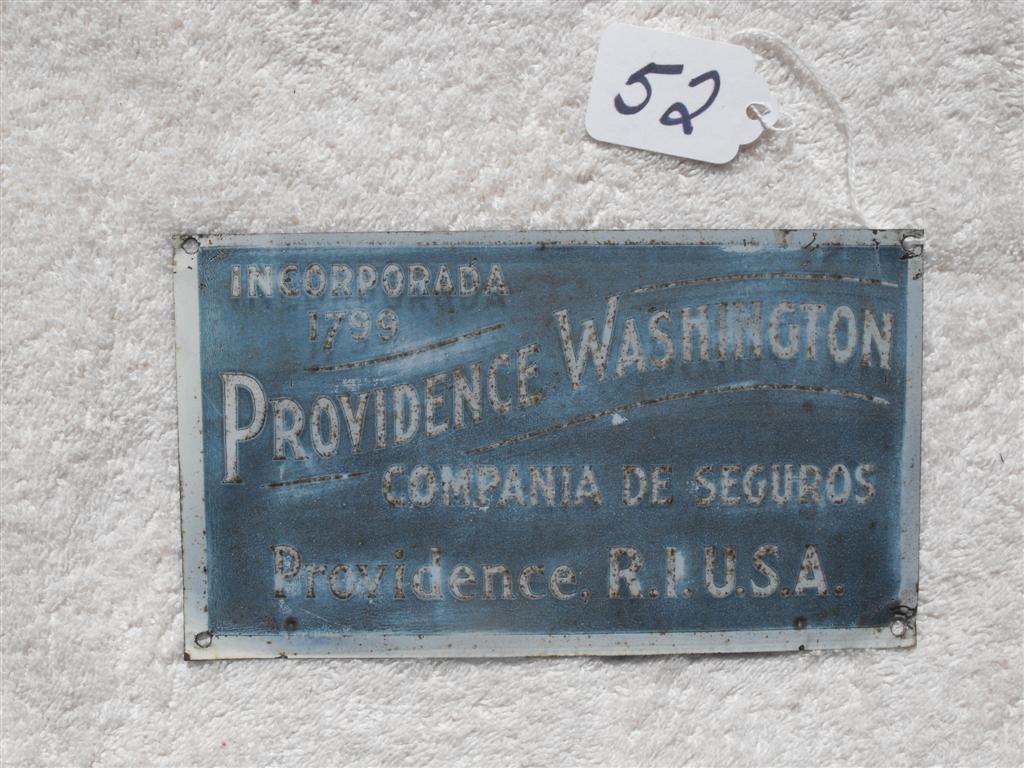 52
INCORPORADA
1799
PROVIDENCE WASHINGTON
COMPANIA DE SEGUROS
Providence, R.I. U.S.A.